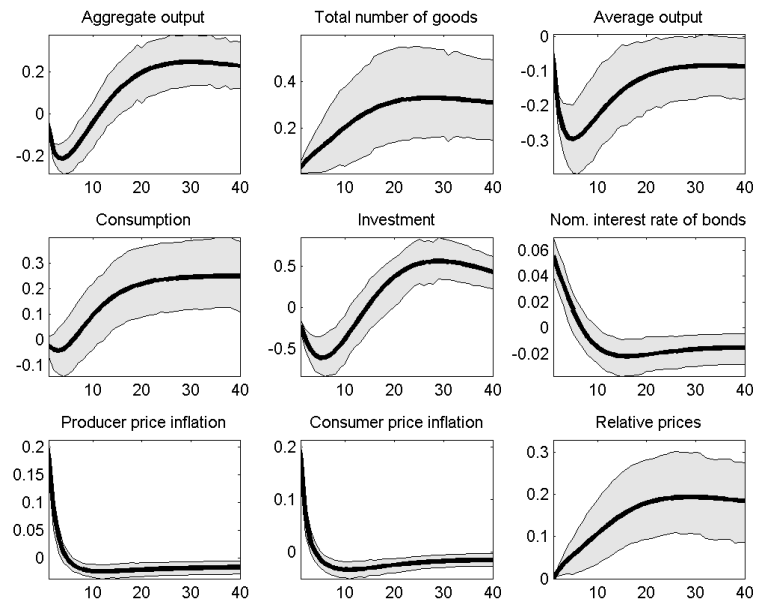 Aggregate output
Total number of goods
Average output
0.2
0
-0.2
10 20 30 40
0.4
0.2
10 20 30 40
0
-0.1
-0.2
-0.3
10 20 30 40
Consumption
Investment
Nom. interest rate of bonds
0.3
0.2
0.1
0
-0.1
10 20 30 40
0.5
0
-0.5
10 20 30 40
0.06
0.04
0.02
0
-0.02
10 20 30 40
Producer price inflation
Consumer price inflation
Relative prices
0.2
0.15
0.1
0.05
0
10 20 30 40
0.2
0.1
0
10 20 30 40
0.3
0.2
0.1
0
10 20 30 40